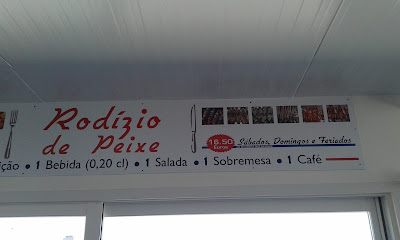 Rodízio
de Peixe
18.50
Euros
Sábados, Domingos e Feriados
ição • 1 Bebida (0,20 cl) • 1 Salada • 1 Sobremesa • 1 Café